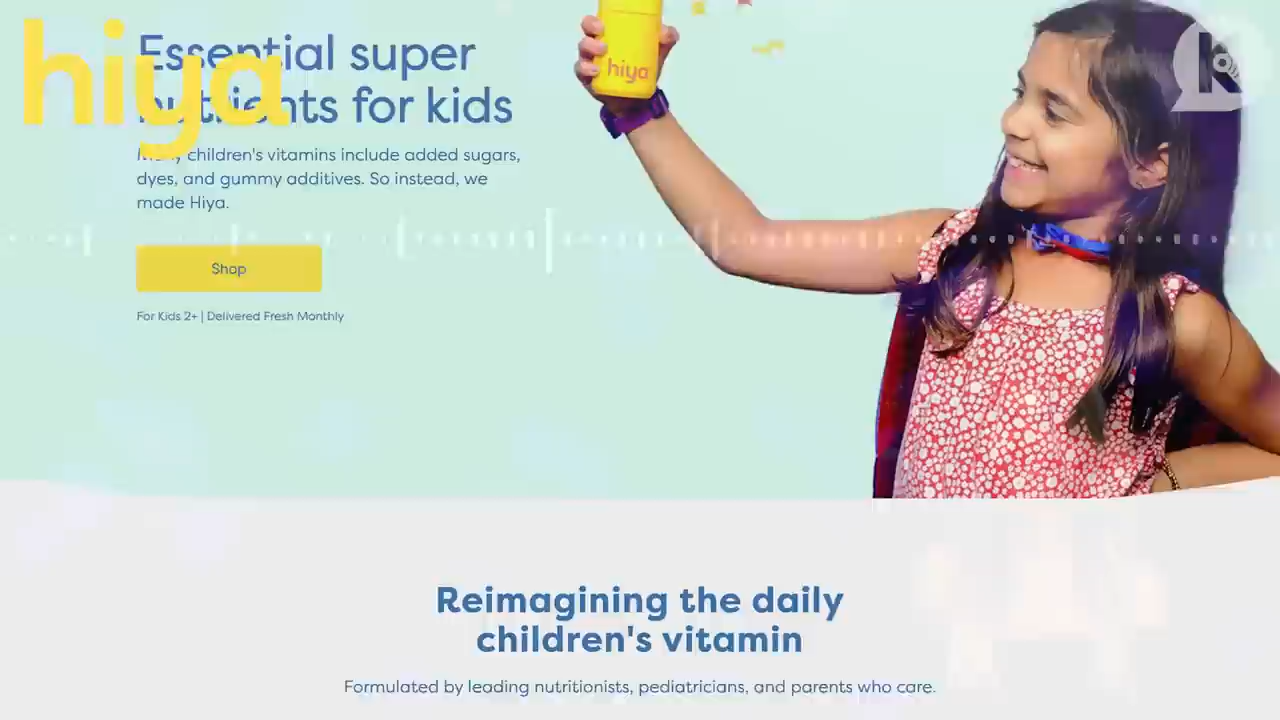 hiya
Essential super
nutrients for kids
Many children's vitamins include added sugars,
dyes, and gummy additives. So instead, we
made Hiya.
Shop
For Kids 2+ | Delivered Fresh Monthly
hiya
K
Reimagining the daily
children's vitamin
Formulated by leading nutritionists, pediatricians, and parents who care.